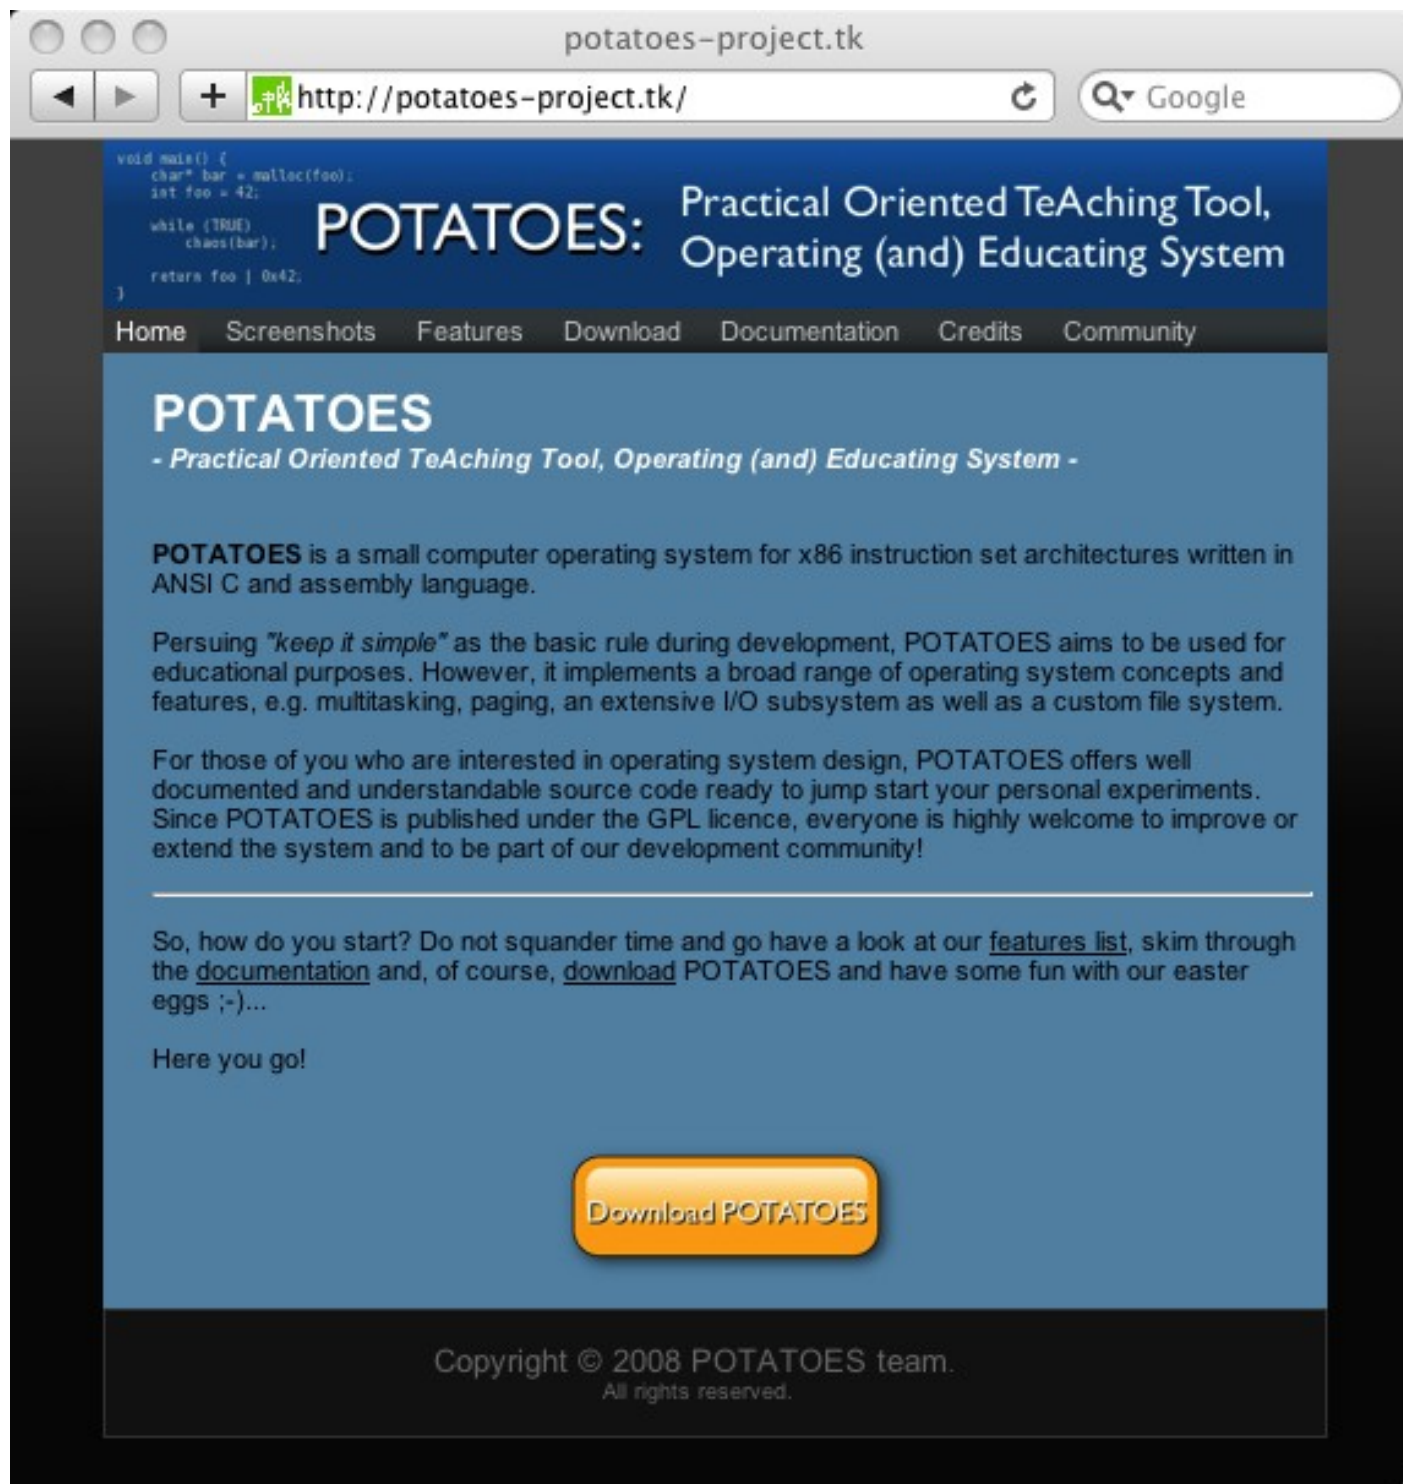 potatoes-project.tk
http://potatoes-project.tk/
Google
void main() {
char* bar = malloc(foo);
int foo = 42;
while (TRUE)
chaos(bar);
return foo | 0x42;
}
POTATOES:
Practical Oriented TeAching Tool,
Operating (and) Educating System
Home Screenshots Features Download Documentation Credits Community
POTATOES
- Practical Oriented TeAching Tool, Operating (and) Educating System -
POTATOES is a small computer operating system for x86 instruction set architectures written in
ANSI C and assembly language.
Persuing "keep it simple" as the basic rule during development, POTATOES aims to be used for
educational purposes. However, it implements a broad range of operating system concepts and
features, e.g. multitasking, paging, an extensive I/O subsystem as well as a custom file system.
For those of you who are interested in operating system design, POTATOES offers well
documented and understandable source code ready to jump start your personal experiments.
Since POTATOES is published under the GPL licence, everyone is highly welcome to improve or
extend the system and to be part of our development community!
So, how do you start? Do not squander time and go have a look at our features list, skim through
the documentation and, of course, download POTATOES and have some fun with our easter
eggs ;-)...
Here you go!
Download POTATOES
Copyright © 2008 POTATOES team.
All rights reserved.